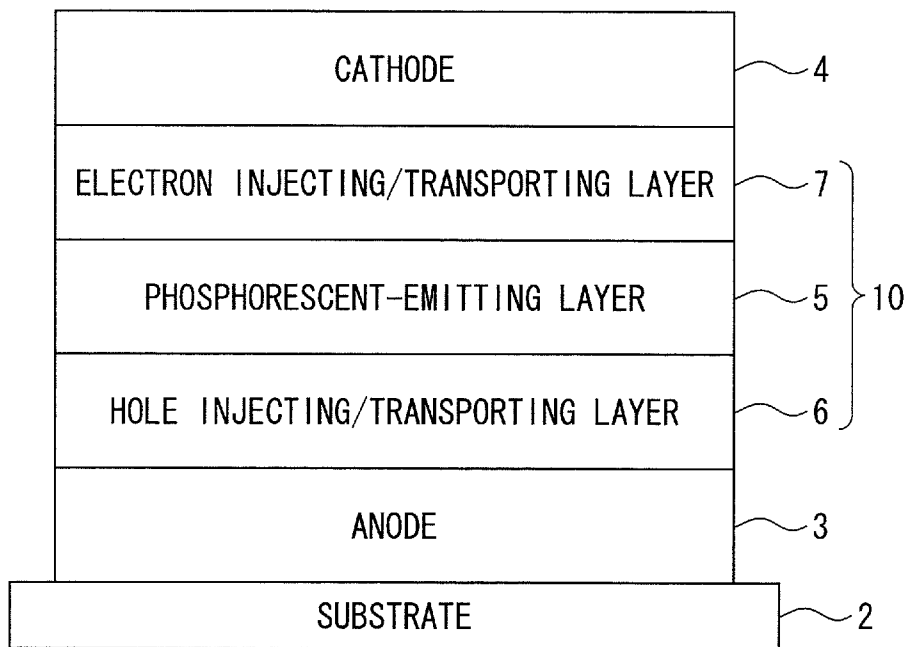 CATHODE 4
ELECTRON INJECTING/TRANSPORTING LAYER 7
PHOSPHORESCENT-EMITTING LAYER 5 10
HOLE INJECTING/TRANSPORTING LAYER 6
ANODE 3
SUBSTRATE 2